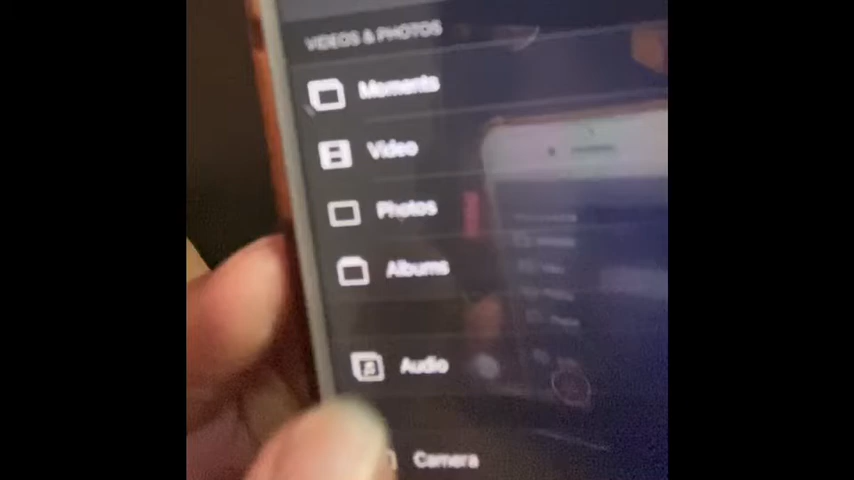 VIDEOS & PHOTOS
Moments
Video
Photos
Albums
Audio
Camera